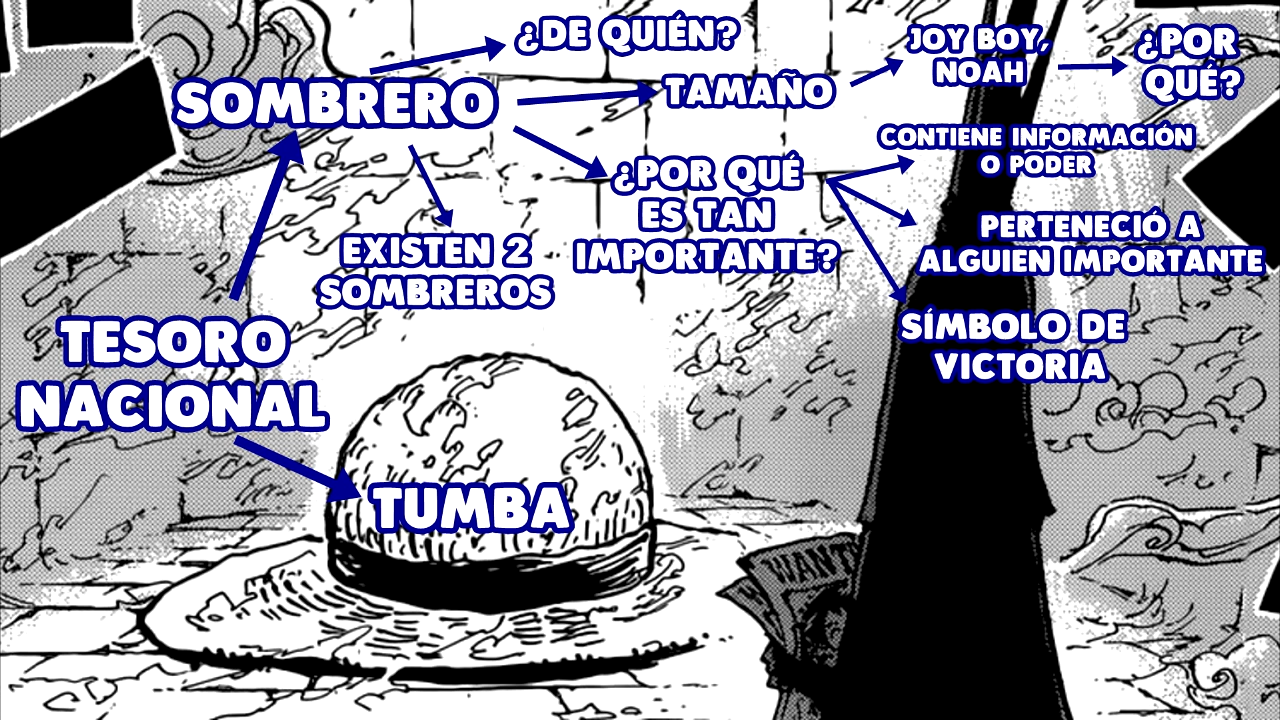 ¿DE QUIÉN?
SOMBRERO
TAMAÑO
JOY BOY,
NOAH
¿POR
QUÉ?
¿POR QUÉ
ES TAN
IMPORTANTE?
CONTIENE INFORMACIÓN
O PODER
PERTENECIÓ A
ALGUIEN IMPORTANTE
SÍMBOLO DE
VICTORIA
EXISTEN 2
SOMBREROS
TESORO
NACIONAL
TUMBA
WANT